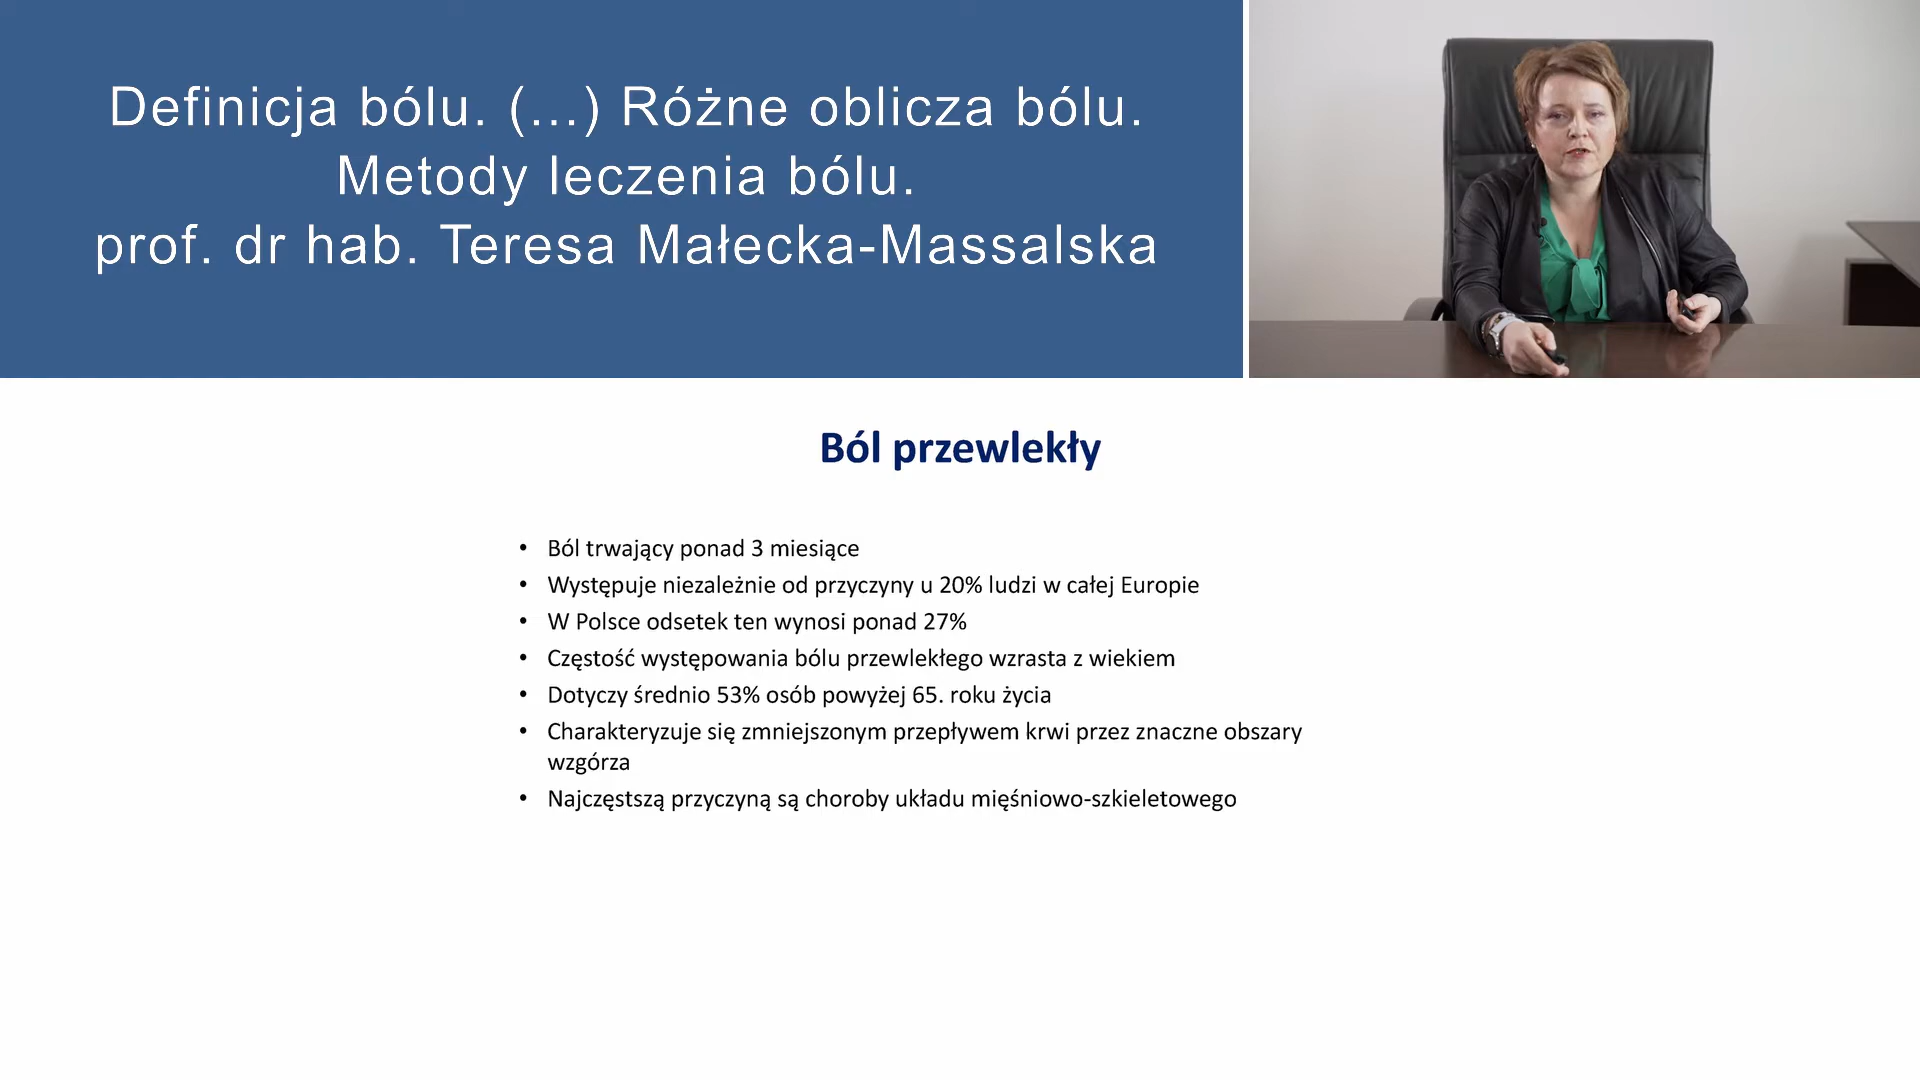 Definicja bólu. (...) Różne oblicza bólu.
Metody leczenia bólu.
prof. dr hab. Teresa Małecka-Massalska
Ból przewlekły
• Ból trwający ponad 3 miesiące
• Występuje niezależnie od przyczyny u 20% ludzi w całej Europie
• W Polsce odsetek ten wynosi ponad 27%
• Częstość występowania bólu przewlekłego wzrasta z wiekiem
• Dotyczy średnio 53% osób powyżej 65. roku życia
• Charakteryzuje się zmniejszonym przepływem krwi przez znaczne obszary
wzgórza
• Najczęstszą przyczyną są choroby układu mięśniowo-szkieletowego